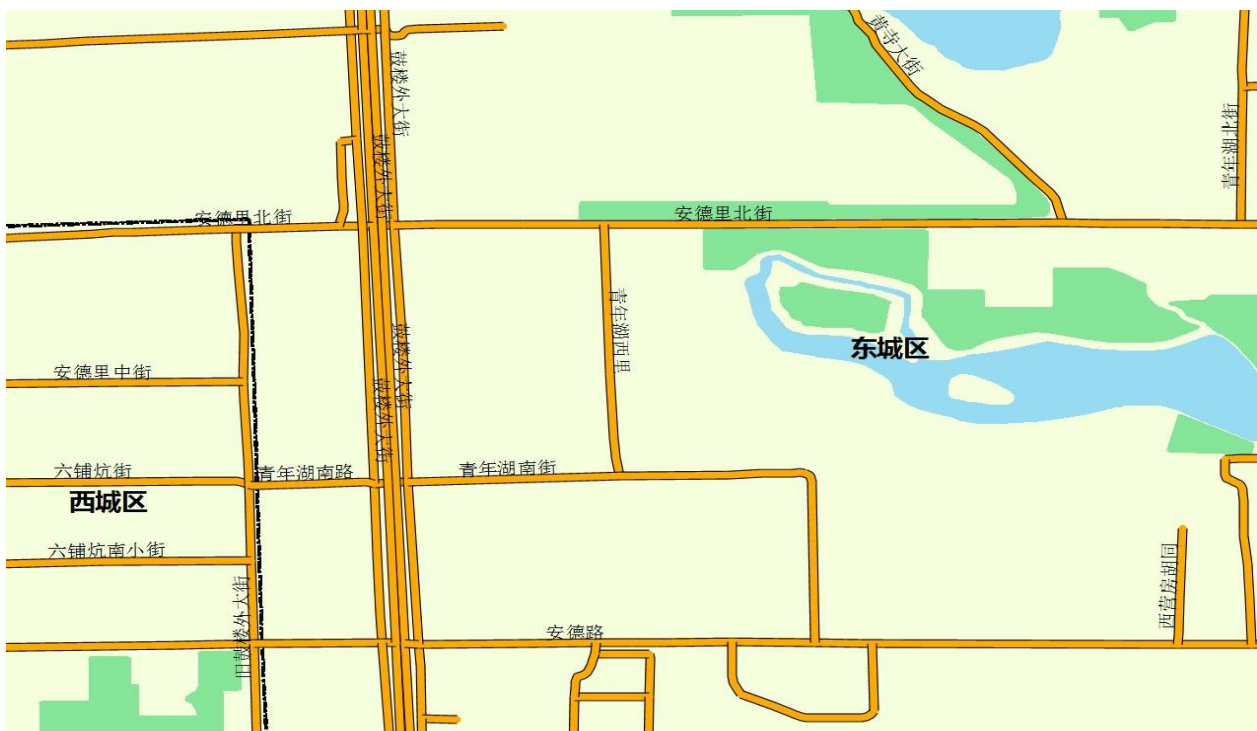 黄寺大街
鼓楼外大街
鼓楼外大街
青年湖北街
安德里北街
安德里北街
青年湖西里
鼓楼外大街
东城区
安德里中街
鼓楼外大街
六铺炕街
青年湖南路
青年湖南街
西城区
六铺炕南小街
西营房胡同
旧鼓楼外大街
安德路